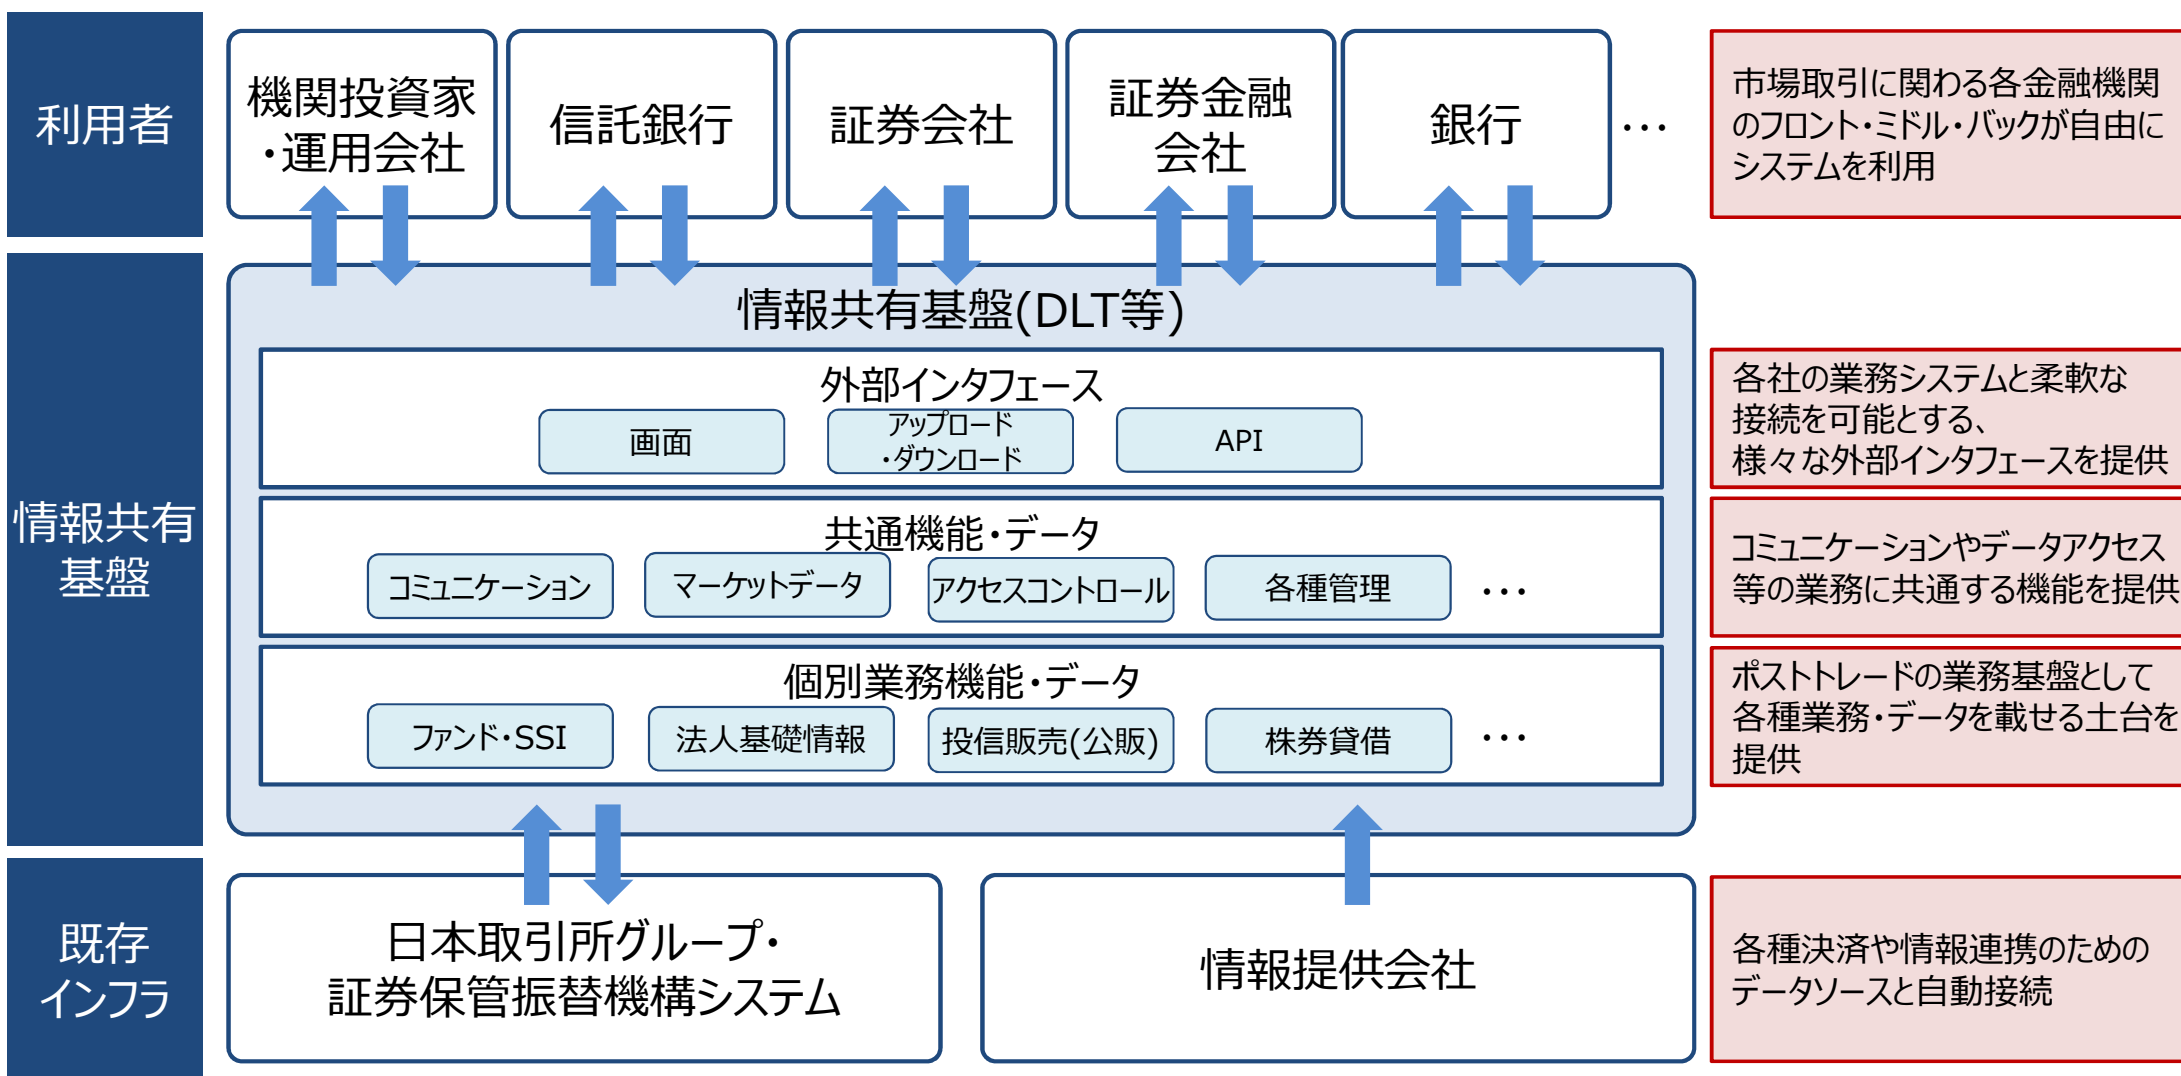 利用者
機関投資家
・運用会社
信託銀行
証券会社
証券金融
会社
銀行
…
市場取引に関わる各金融機関
のフロント・ミドル・バックが自由に
システムを利用
情報共有
基盤
情報共有基盤(DLT等)
外部インタフェース
画面
アップロード
・ダウンロード
API
各社の業務システムと柔軟な
接続を可能とする、
様々な外部インタフェースを提供
共通機能・データ
コミュニケーション
マーケットデータ
アクセスコントロール
各種管理
…
コミュニケーションやデータアクセス
等の業務に共通する機能を提供
個別業務機能・データ
ファンド・SSI
法人基礎情報
投信販売(公販)
株券貸借
…
ポストトレードの業務基盤として
各種業務・データを載せる土台を
提供
既存
インフラ
日本取引所グループ・
証券保管振替機構システム
情報提供会社
各種決済や情報連携のための
データソースと自動接続